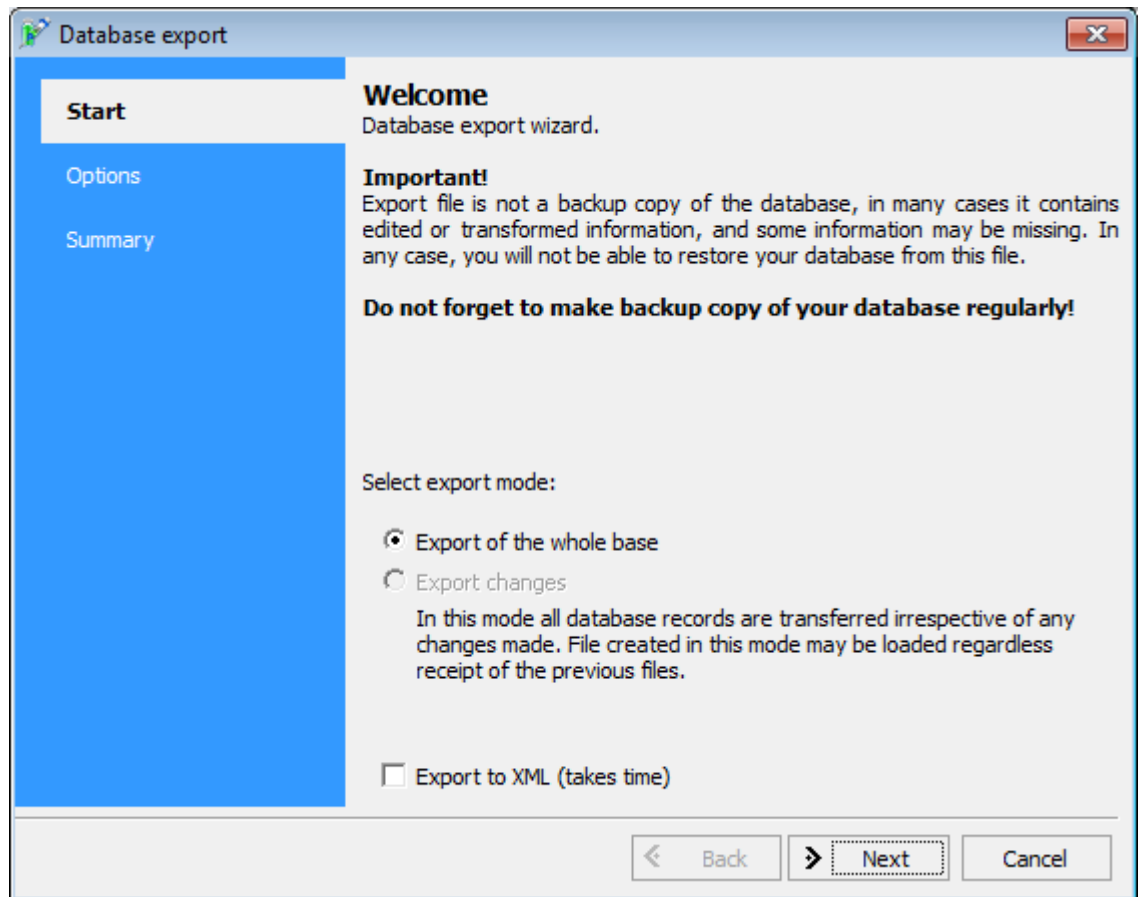 Database export
Start
Options
Summary
Welcome
Database export wizard.
Important!
Export file is not a backup copy of the database, in many cases it contains
edited or transformed information, and some information may be missing. In
any case, you will not be able to restore your database from this file.
Do not forget to make backup copy of your database regularly!
Select export mode:
Export of the whole base
Export changes
In this mode all database records are transferred irrespective of any
changes made. File created in this mode may be loaded regardless
receipt of the previous files.
Export to XML (takes time)
Back
Next
Cancel